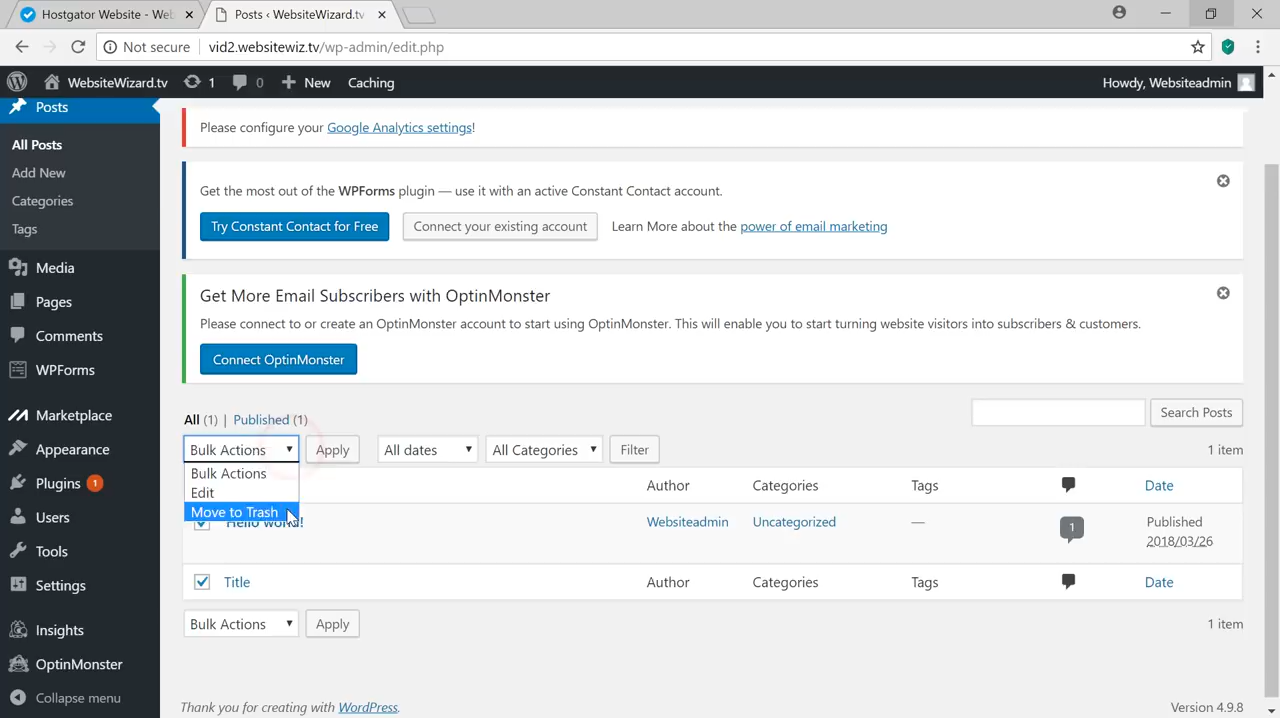 Hostgator Website - Web
Posts ‹ WebsiteWizard.tv
Not secure
vid2.websitewiz.tv/wp-admin/edit.php
WebsiteWizard.tv
1
0
New
Caching
Howdy, Websiteadmin
Posts
All Posts
Add New
Categories
Tags
Media
Pages
Comments
WPForms
Marketplace
Appearance
Plugins 1
Users
Tools
Settings
Insights
OptinMonster
Collapse menu
Please configure your Google Analytics settings!
Get the most out of the WPForms plugin — use it with an active Constant Contact account.
Try Constant Contact for Free
Connect your existing account
Learn More about the power of email marketing
Get More Email Subscribers with OptinMonster
Please connect to or create an OptinMonster account to start using OptinMonster. This will enable you to start turning website visitors into subscribers & customers.
Connect OptinMonster
All (1) | Published (1)
Search Posts
Bulk Actions
Apply
All dates
All Categories
Filter
1 item
Bulk Actions
Edit
Move to Trash
Author
Categories
Tags
Date
Hello world!
Websiteadmin
Uncategorized
—
1
Published
2018/03/26
Title
Author
Categories
Tags
Date
Bulk Actions
Apply
1 item
Thank you for creating with WordPress.
Version 4.9.8